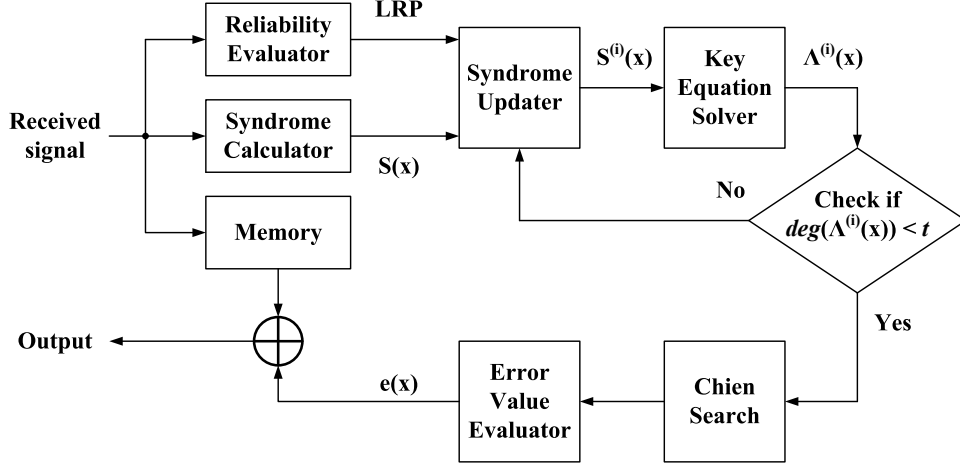 LRP
Reliability
Evaluator
Received
signal
Syndrome
Calculator
S(x)
Memory
Syndrome
Updater
S⁽ⁱ⁾(x)
Key
Equation
Solver
Λ⁽ⁱ⁾(x)
No
Check if
deg(Λ⁽ⁱ⁾(x)) < t
Yes
Output
e(x)
Error
Value
Evaluator
Chien
Search